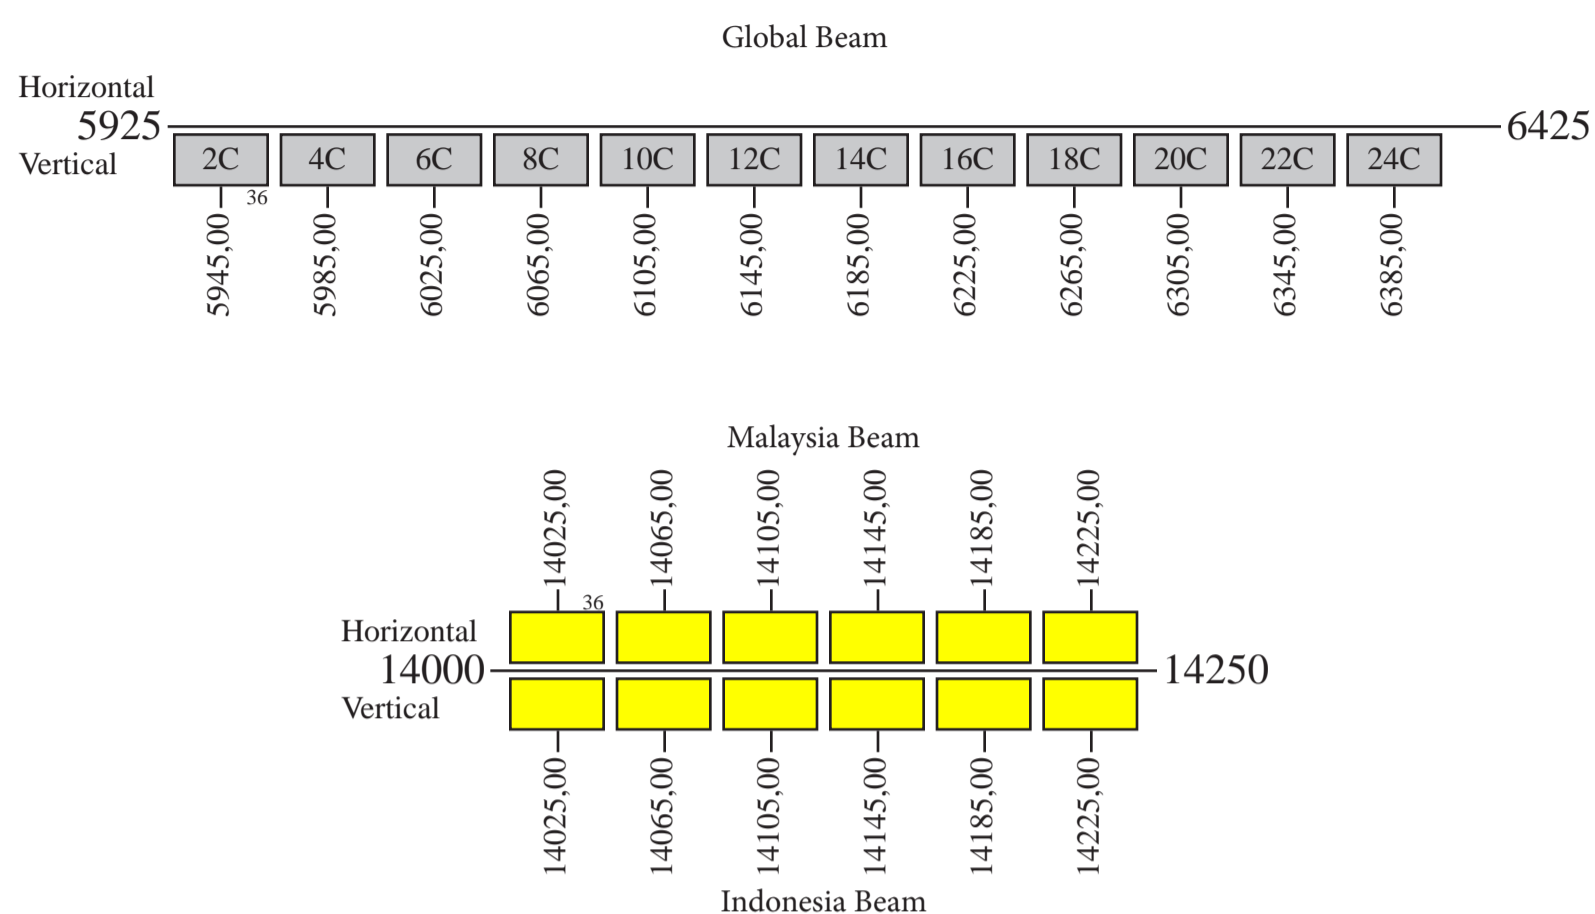 Global Beam
Horizontal
5925 6425
Vertical 2C 4C 6C 8C 10C 12C 14C 16C 18C 20C 22C 24C
36
5945,00 5985,00 6025,00 6065,00 6105,00 6145,00 6185,00 6225,00 6265,00 6305,00 6345,00 6385,00
Malaysia Beam
14025,00 14065,00 14105,00 14145,00 14185,00 14225,00
36
Horizontal
14000 14250
Vertical
14025,00 14065,00 14105,00 14145,00 14185,00 14225,00
Indonesia Beam